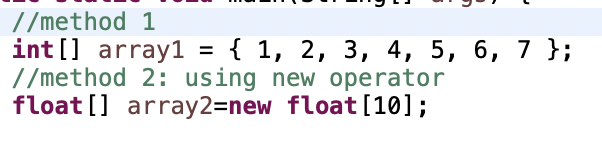 //method 1
int[] array1 = { 1, 2, 3, 4, 5, 6, 7 };
//method 2: using new operator
float[] array2=new float[10];